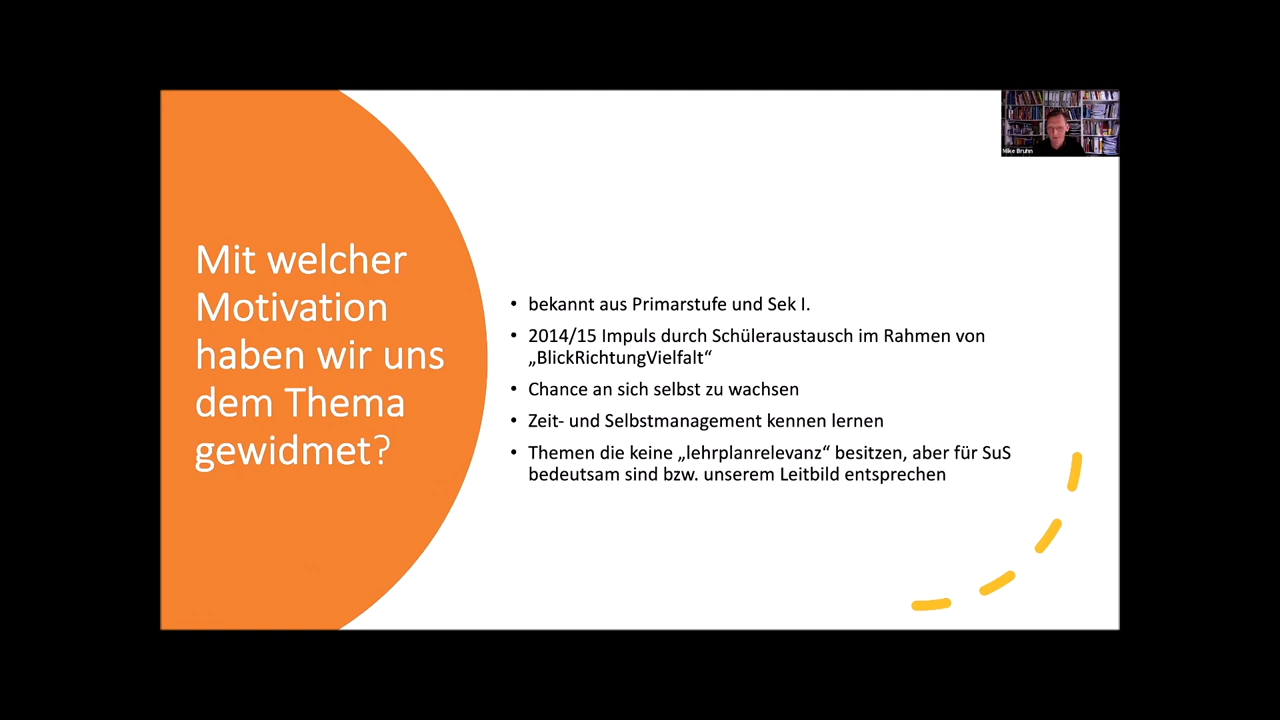 Mit welcher
Motivation
haben wir uns
dem Thema
gewidmet?
• bekannt aus Primarstufe und Sek I.
• 2014/15 Impuls durch Schüleraustausch im Rahmen von
„BlickRichtungVielfalt“
• Chance an sich selbst zu wachsen
• Zeit- und Selbstmanagement kennen lernen
• Themen die keine „lehrplanrelevanz“ besitzen, aber für SuS
bedeutsam sind bzw. unserem Leitbild entsprechen
Mike Bruhn